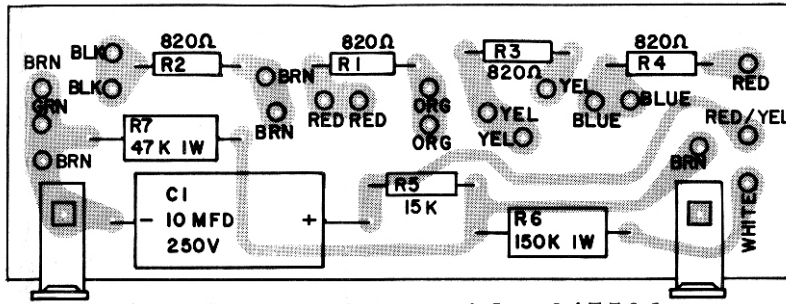 820Ω
820Ω
R3
820Ω
820Ω
BRN
BLK
R2
R1
R4
BRN
YEL
RED
BLK
GRN
BRN
RED RED
ORG
YEL
BLUE
BLUE
RED/YEL
ORG
YEL
R7
47K 1W
BRN
BRN
C1
10 MFD
250V
-
+
R5
15K
R6
150K 1W
WHITE